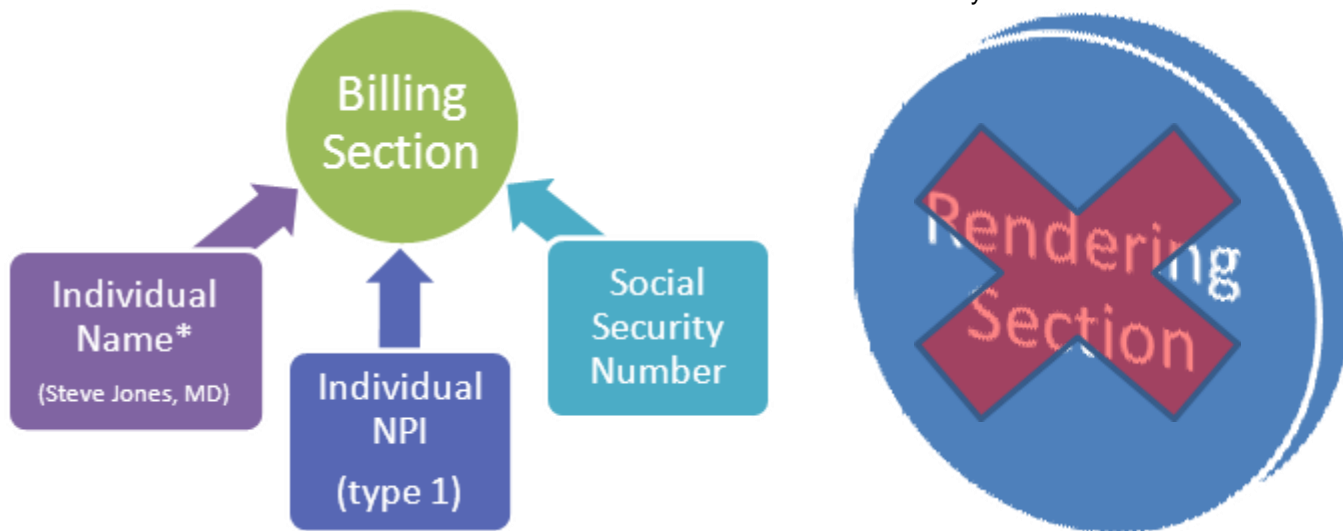 Billing
Section
Individual
Name*
(Steve Jones, MD)
Individual
NPI
(type 1)
Social
Security
Number
Rendering
Section